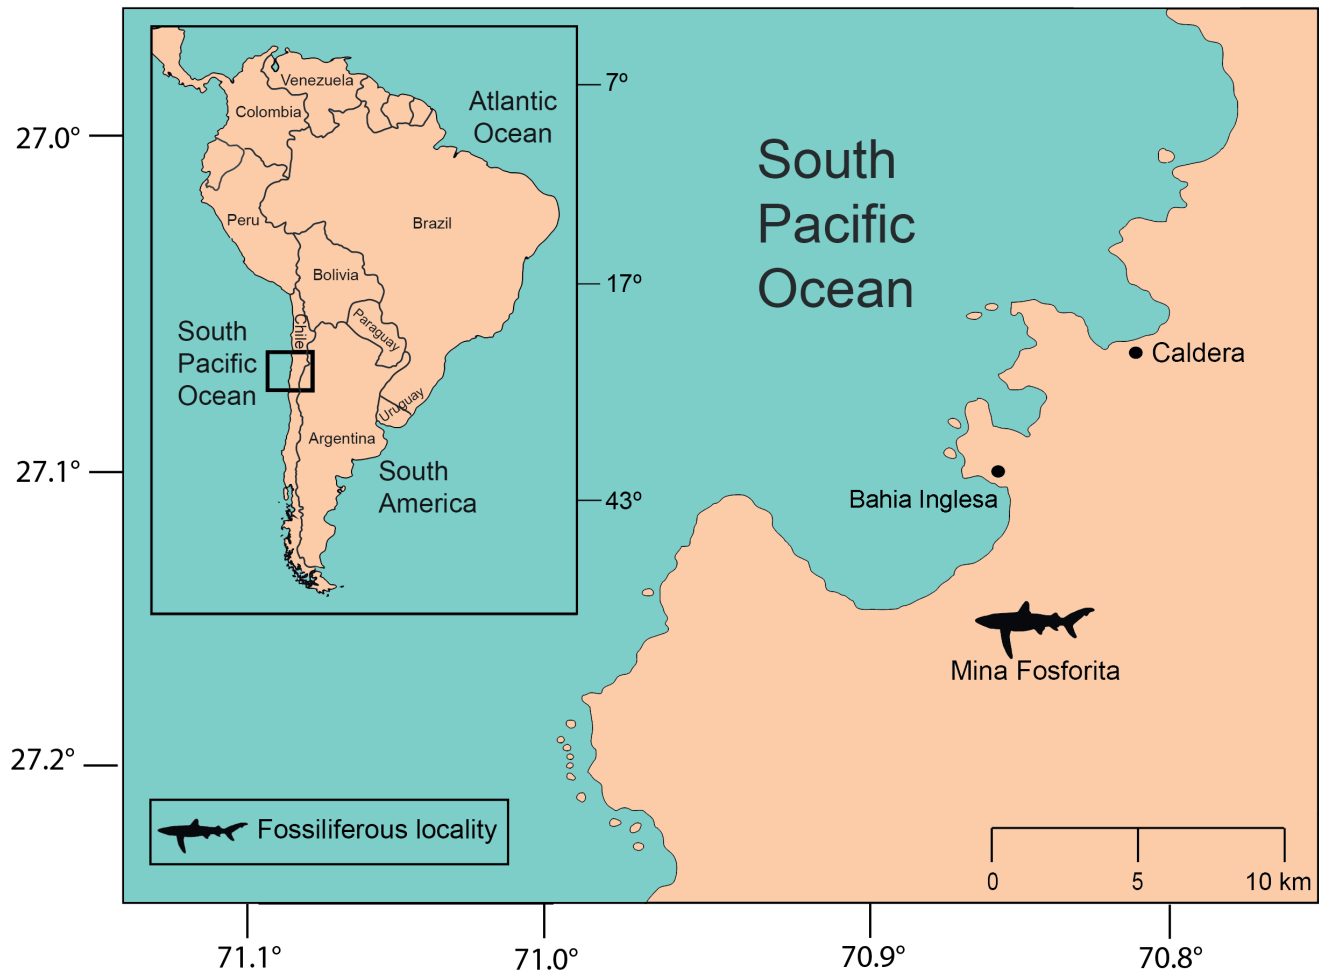 Venezuela
Colombia
Atlantic
Ocean
7°
27.0°
South
Pacific
Ocean
Peru
Brazil
Bolivia
17°
Chile
Paraguay
South
Pacific
Ocean
Caldera
Uruguay
Argentina
South
America
27.1°
43°
Bahia Inglesa
Mina Fosforita
27.2°
Fossiliferous locality
0 5 10 km
71.1° 71.0° 70.9° 70.8°